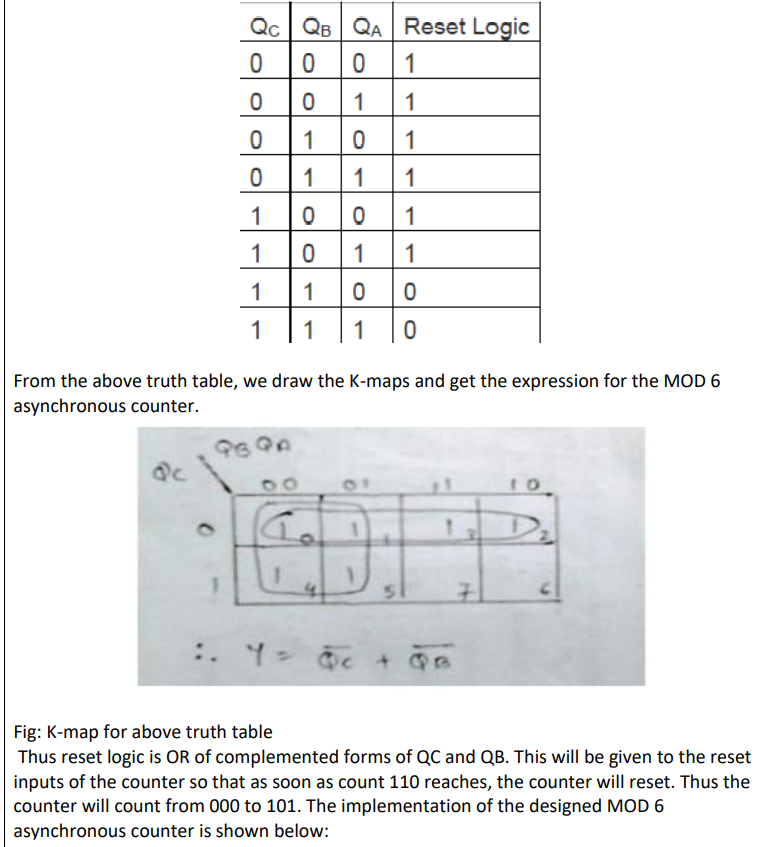 QC QB QA Reset Logic
0 0 0 1
0 0 1 1
0 1 0 1
0 1 1 1
1 0 0 1
1 0 1 1
1 1 0 0
1 1 1 0
From the above truth table, we draw the K-maps and get the expression for the MOD 6
asynchronous counter.
QB QA
QC
00 01 11 10
0 1 0 1 1 1 3 1 2
1 1 4 1 5 7 6
∴ Y = Q̅C̅ + Q̅B̅
Fig: K-map for above truth table
Thus reset logic is OR of complemented forms of QC and QB. This will be given to the reset
inputs of the counter so that as soon as count 110 reaches, the counter will reset. Thus the
counter will count from 000 to 101. The implementation of the designed MOD 6
asynchronous counter is shown below: